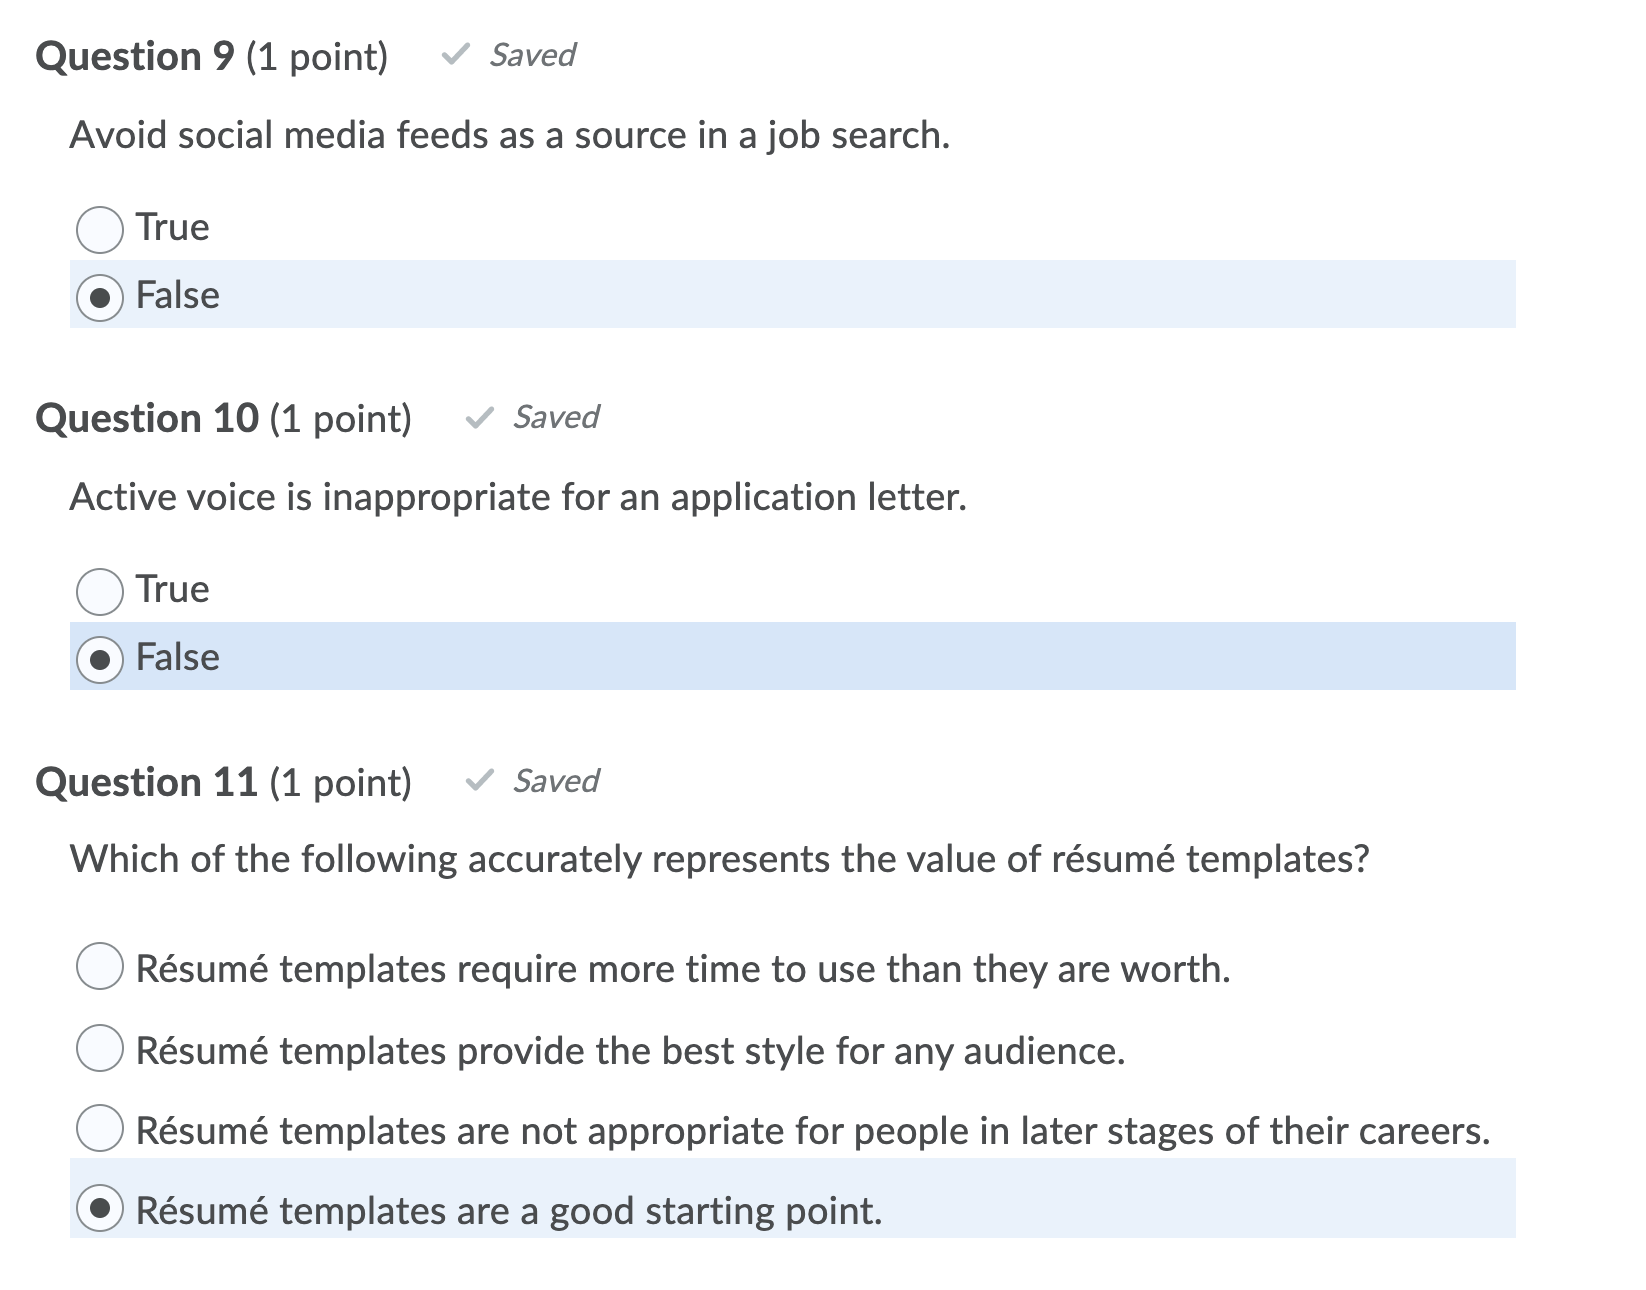 Question 9 (1 point) Saved
Avoid social media feeds as a source in a job search.
True
False
Question 10 (1 point) Saved
Active voice is inappropriate for an application letter.
True
False
Question 11 (1 point) Saved
Which of the following accurately represents the value of résumé templates?
Résumé templates require more time to use than they are worth.
Résumé templates provide the best style for any audience.
Résumé templates are not appropriate for people in later stages of their careers.
Résumé templates are a good starting point.